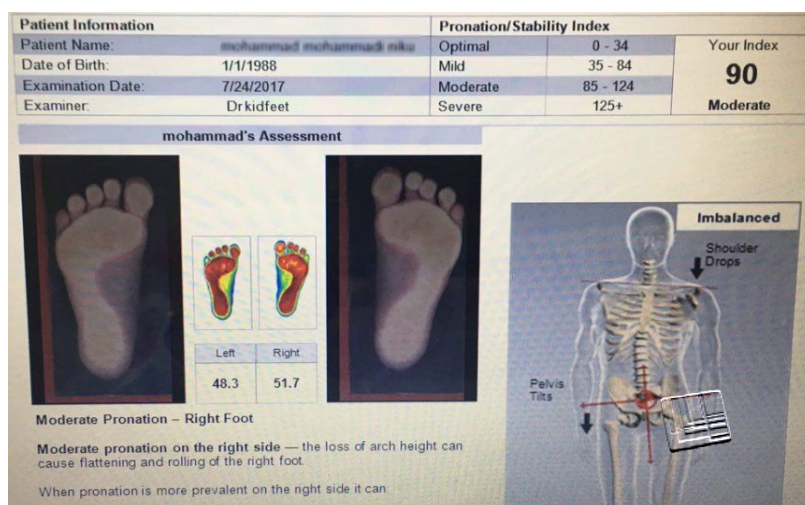 Patient Information
Pronation/Stability Index
Patient Name:
Optimal 0 - 34 Your Index
Date of Birth: 1/1/1988
Mild 35 - 84
90
Examination Date: 7/24/2017
Moderate 85 - 124
Examiner: Drkidfeet
Severe 125+ Moderate
mohammad's Assessment
Imbalanced
Shoulder
Drops
Left Right
48.3 51.7
Pelvis
Tilts
Moderate Pronation – Right Foot
Moderate pronation on the right side — the loss of arch height can
cause flattening and rolling of the right foot.
When pronation is more prevalent on the right side it can: